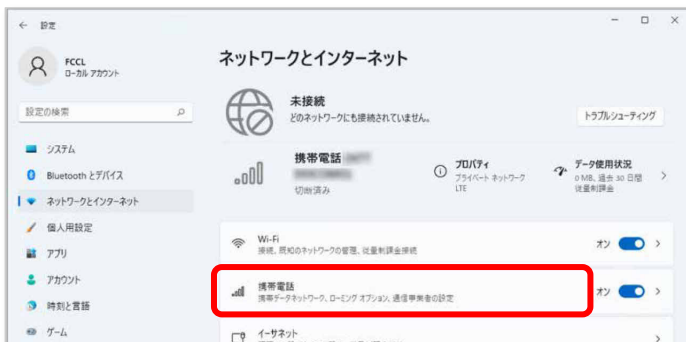 設定
FCCL
ローカル アカウント
設定の検索
システム
Bluetooth とデバイス
ネットワークとインターネット
個人用設定
アプリ
アカウント
時刻と言語
ゲーム
ネットワークとインターネット
未接続
どのネットワークにも接続されていません。
トラブルシューティング
携帯電話
切断済み
プロパティ
プライベート ネットワーク
LTE
データ使用状況
0 MB、過去 30 日間
従量制課金
Wi-Fi
接続、既知のネットワークの管理、従量制課金接続
オン
携帯電話
携帯データネットワーク、ローミング オプション、通信事業者の設定
オン
イーサネット